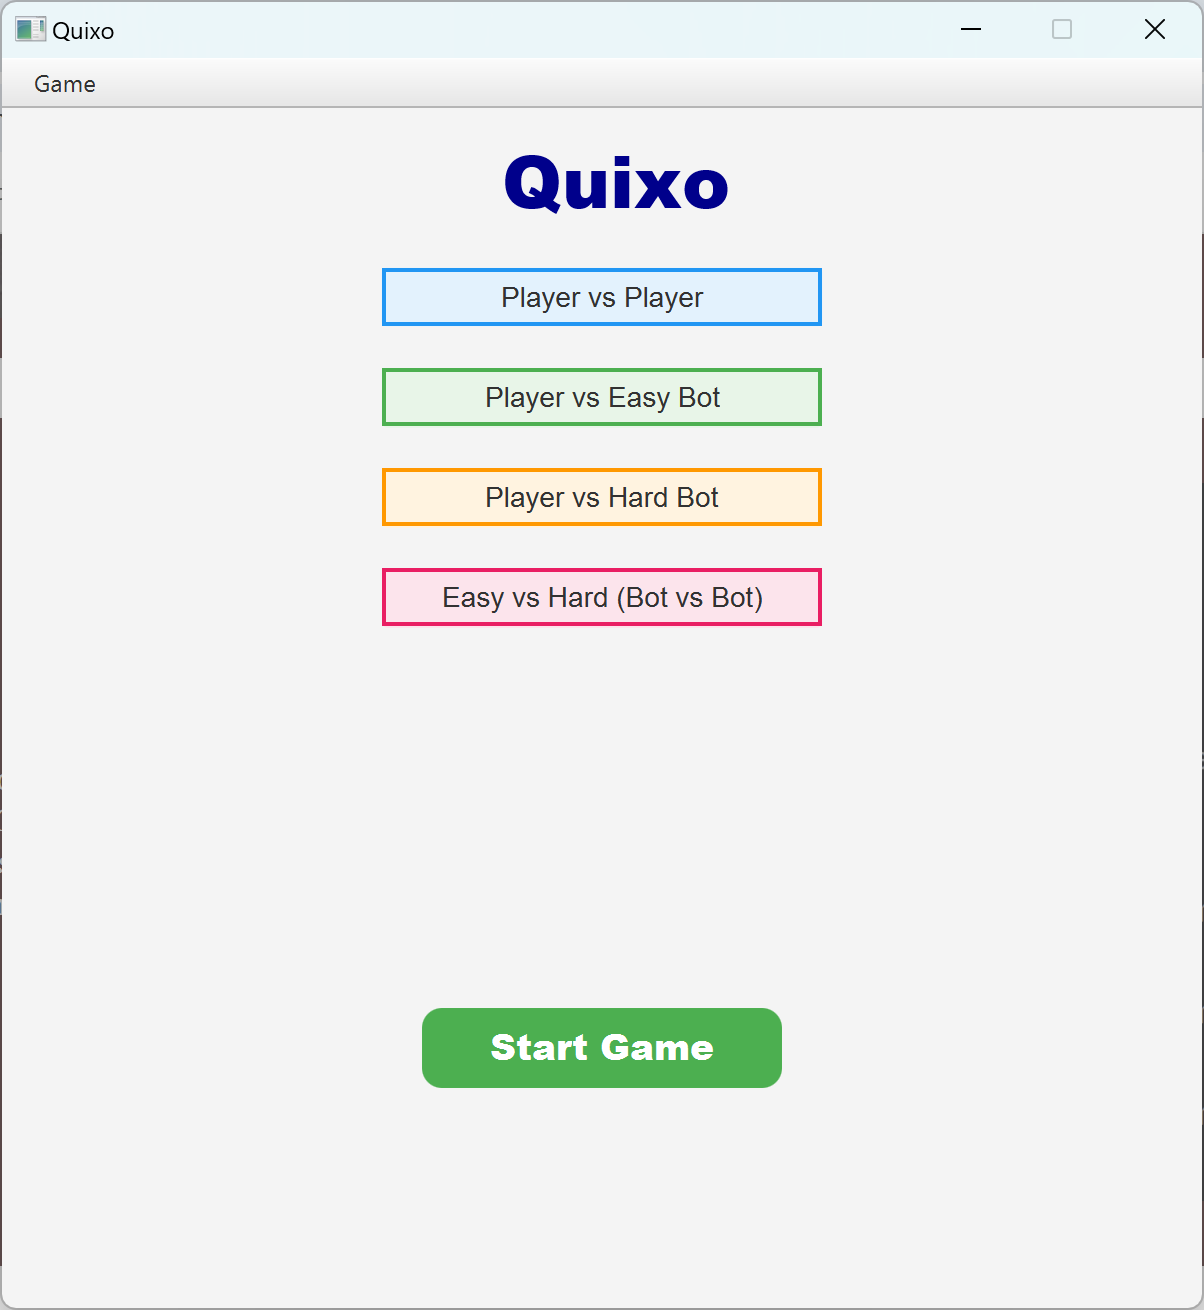 Quixo
Game
Quixo
Player vs Player
Player vs Easy Bot
Player vs Hard Bot
Easy vs Hard (Bot vs Bot)
Start Game